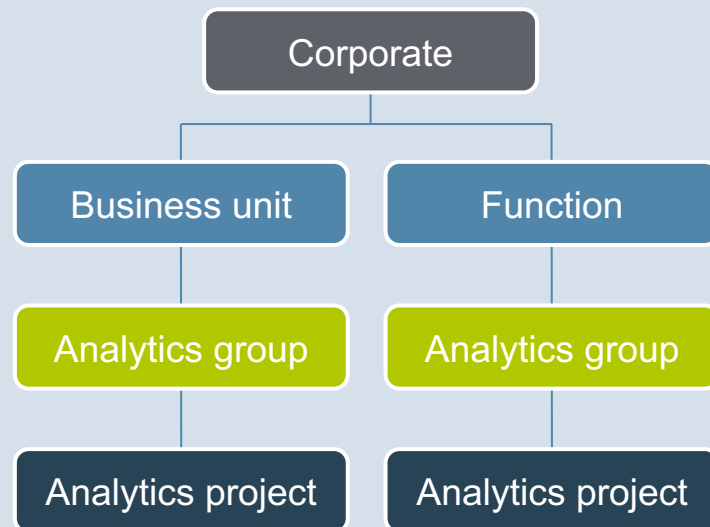 Corporate
Business unit
Function
Analytics group
Analytics group
Analytics project
Analytics project